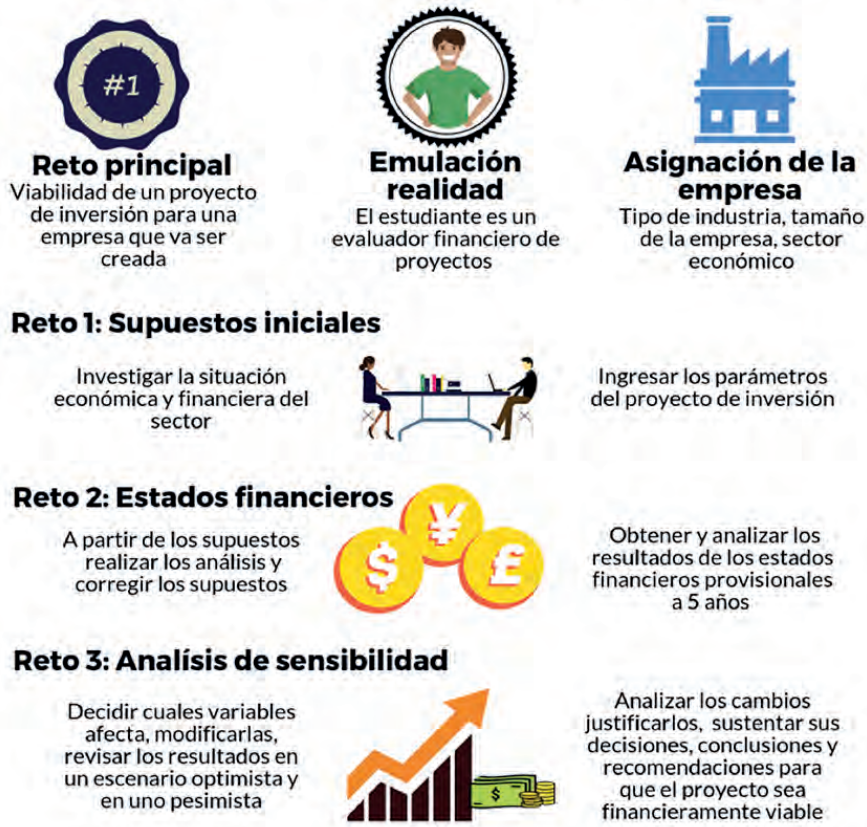 #1
Reto principal
Viabilidad de un proyecto
de inversión para una
empresa que va ser
creada
Emulación
realidad
El estudiante es un
evaluador financiero de
proyectos
Asignación de la
empresa
Tipo de industria, tamaño
de la empresa, sector
económico
Reto 1: Supuestos iniciales
Investigar la situación
económica y financiera del
sector
Ingresar los parámetros
del proyecto de inversión
Reto 2: Estados financieros
A partir de los supuestos
realizar los análisis y
corregir los supuestos
$
¥
£
Obtener y analizar los
resultados de los estados
financieros provisionales
a 5 años
Reto 3: Analísis de sensibilidad
Decidir cuales variables
afecta, modificarlas,
revisar los resultados en
un escenario optimista y
en uno pesimista
$
Analizar los cambios
justificarlos, sustentar sus
decisiones, conclusiones y
recomendaciones para
que el proyecto sea
financieramente viable